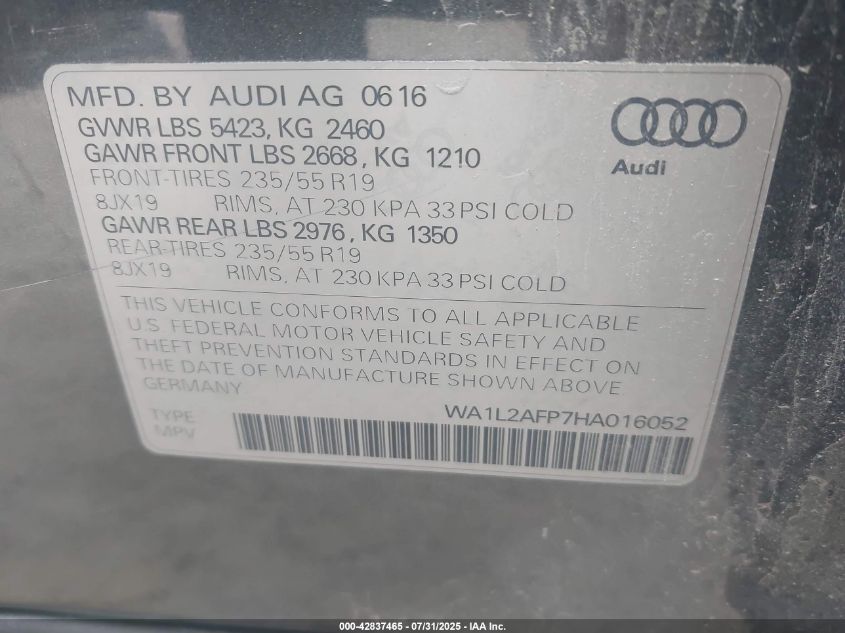 MFD. BY AUDI AG 06 16
GVWR LBS 5423, KG 2460
GAWR FRONT LBS 2668, KG 1210
FRONT-TIRES 235/55 R19
8JX19 RIMS, AT 230 KPA 33 PSI COLD
GAWR REAR LBS 2976, KG 1350
REAR-TIRES 235/55 R19
8JX19 RIMS, AT 230 KPA 33 PSI COLD
Audi
THIS VEHICLE CONFORMS TO ALL APPLICABLE
U.S. FEDERAL MOTOR VEHICLE SAFETY AND
THEFT PREVENTION STANDARDS IN EFFECT ON
THE DATE OF MANUFACTURE SHOWN ABOVE
GERMANY
WA1L2AFP7HA016052
TYPE
MPV
000-42837465 - 07/31/2025 - IAA Inc.